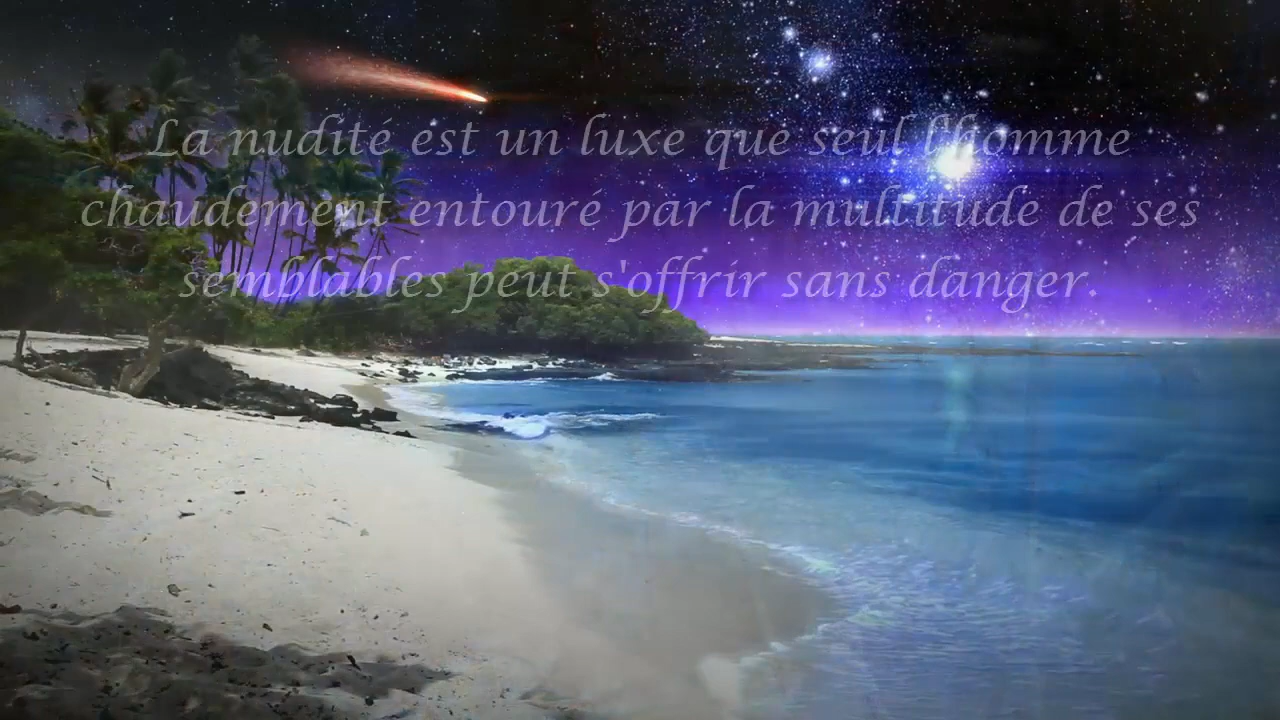 La nudité est un luxe que seul l'homme
chaudement entouré par la multitude de ses
semblables peut s'offrir sans danger.